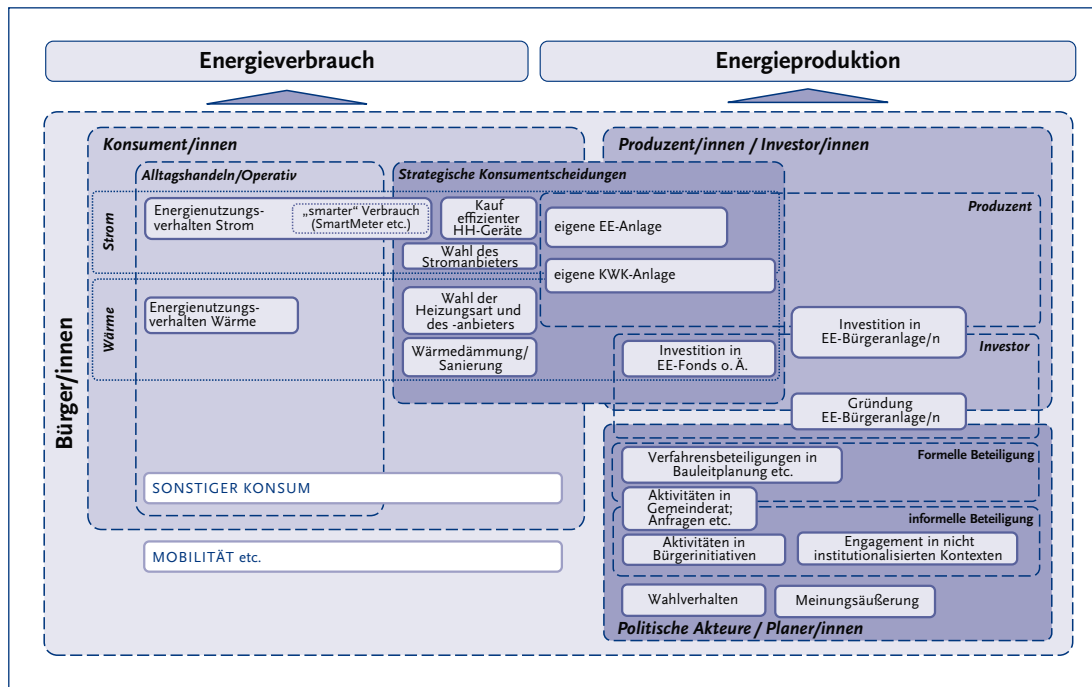 Energieverbrauch
Energieproduktion
Bürger/innen
Konsument/innen
Produzent/innen / Investor/innen
Alltagshandeln/Operativ
Strategische Konsumentscheidungen
Strom
Energienutzungs-
verhalten Strom
„smarter“ Verbrauch
(SmartMeter etc.)
Kauf
effizienter
HH-Geräte
Wahl des
Stromanbieters
eigene EE-Anlage
eigene KWK-Anlage
Produzent
Wärme
Energienutzungs-
verhalten Wärme
Wahl der
Heizungsart und
des -anbieters
Wärmedämmung/
Sanierung
Investition in
EE-Fonds o. Ä.
Investition in
EE-Bürgeranlage/n
Investor
Gründung
EE-Bürgeranlage/n
SONSTIGER KONSUM
MOBILITÄT etc.
Verfahrensbeteiligungen in
Bauleitplanung etc.
Formelle Beteiligung
Aktivitäten in
Gemeinderat;
Anfragen etc.
informelle Beteiligung
Aktivitäten in
Bürgerinitiativen
Engagement in nicht
institutionalisierten Kontexten
Wahlverhalten
Meinungsäußerung
Politische Akteure / Planer/innen